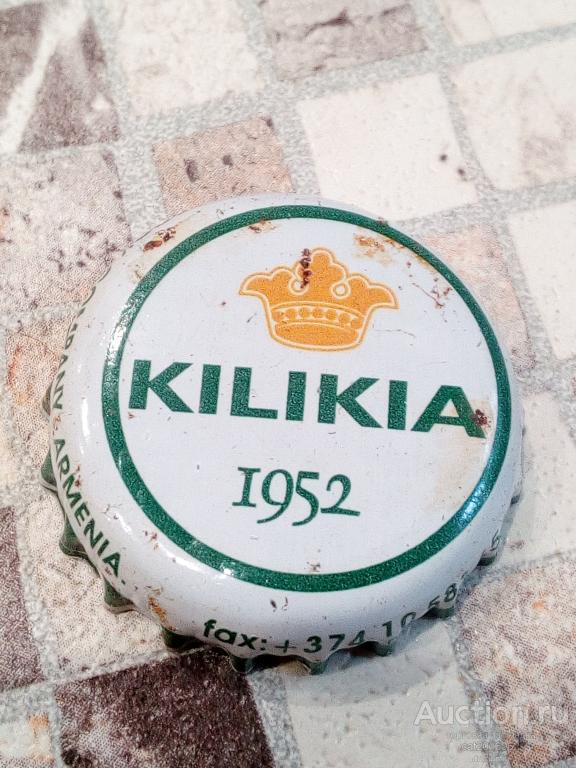 KILIKIA
1952
ARMENIA.
fax: +374 10 58
Auction.ru